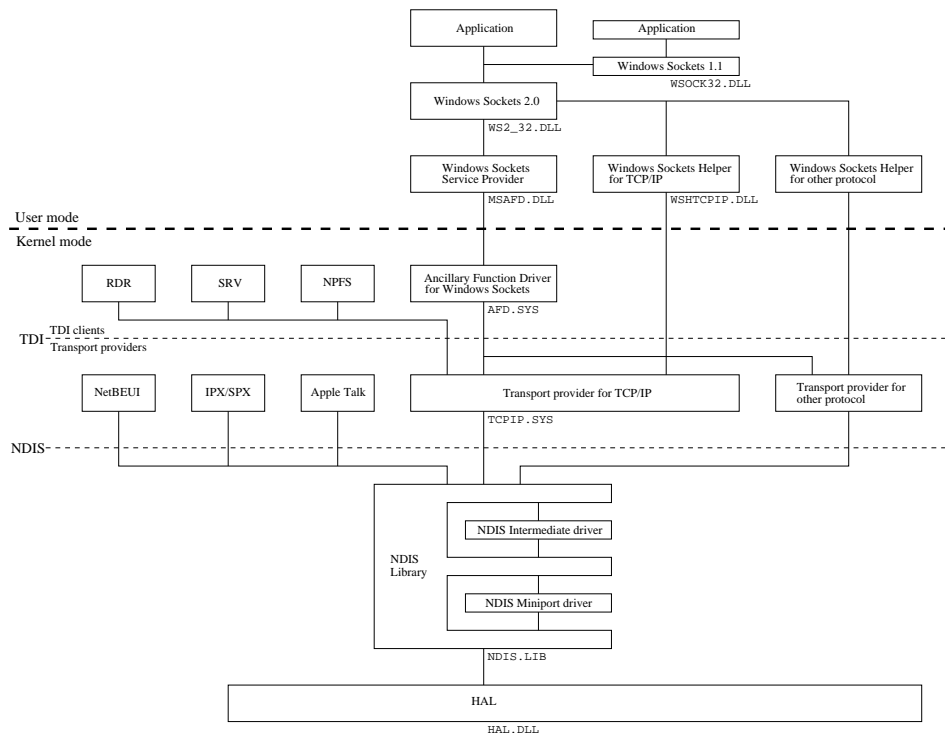 Application
Application
Windows Sockets 1.1
WSOCK32.DLL
Windows Sockets 2.0
WS2_32.DLL
Windows Sockets
Service Provider
MSAFD.DLL
Windows Sockets Helper
for TCP/IP
WSHTCPIP.DLL
Windows Sockets Helper
for other protocol
User mode
Kernel mode
RDR
SRV
NPFS
Ancillary Function Driver
for Windows Sockets
AFD.SYS
TDI
TDI clients
Transport providers
NetBEUI
IPX/SPX
Apple Talk
Transport provider for TCP/IP
TCPIP.SYS
Transport provider for
other protocol
NDIS
NDIS
Library
NDIS Intermediate driver
NDIS Miniport driver
NDIS.LIB
HAL
HAL.DLL